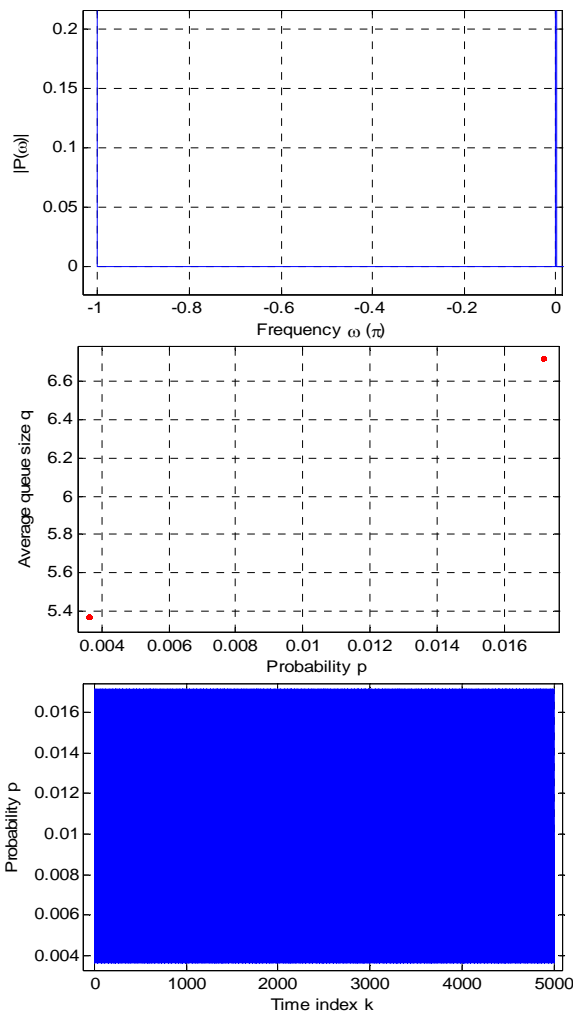 0.2
0.15
|P(ω)|
0.1
0.05
0
-1 -0.8 -0.6 -0.4 -0.2 0
Frequency ω (π)
6.6
6.4
6.2
Average queue size q
6
5.8
5.6
5.4
0.004 0.006 0.008 0.01 0.012 0.014 0.016
Probability p
0.016
0.014
0.012
Probability p
0.01
0.008
0.006
0.004
0 1000 2000 3000 4000 5000
Time index k